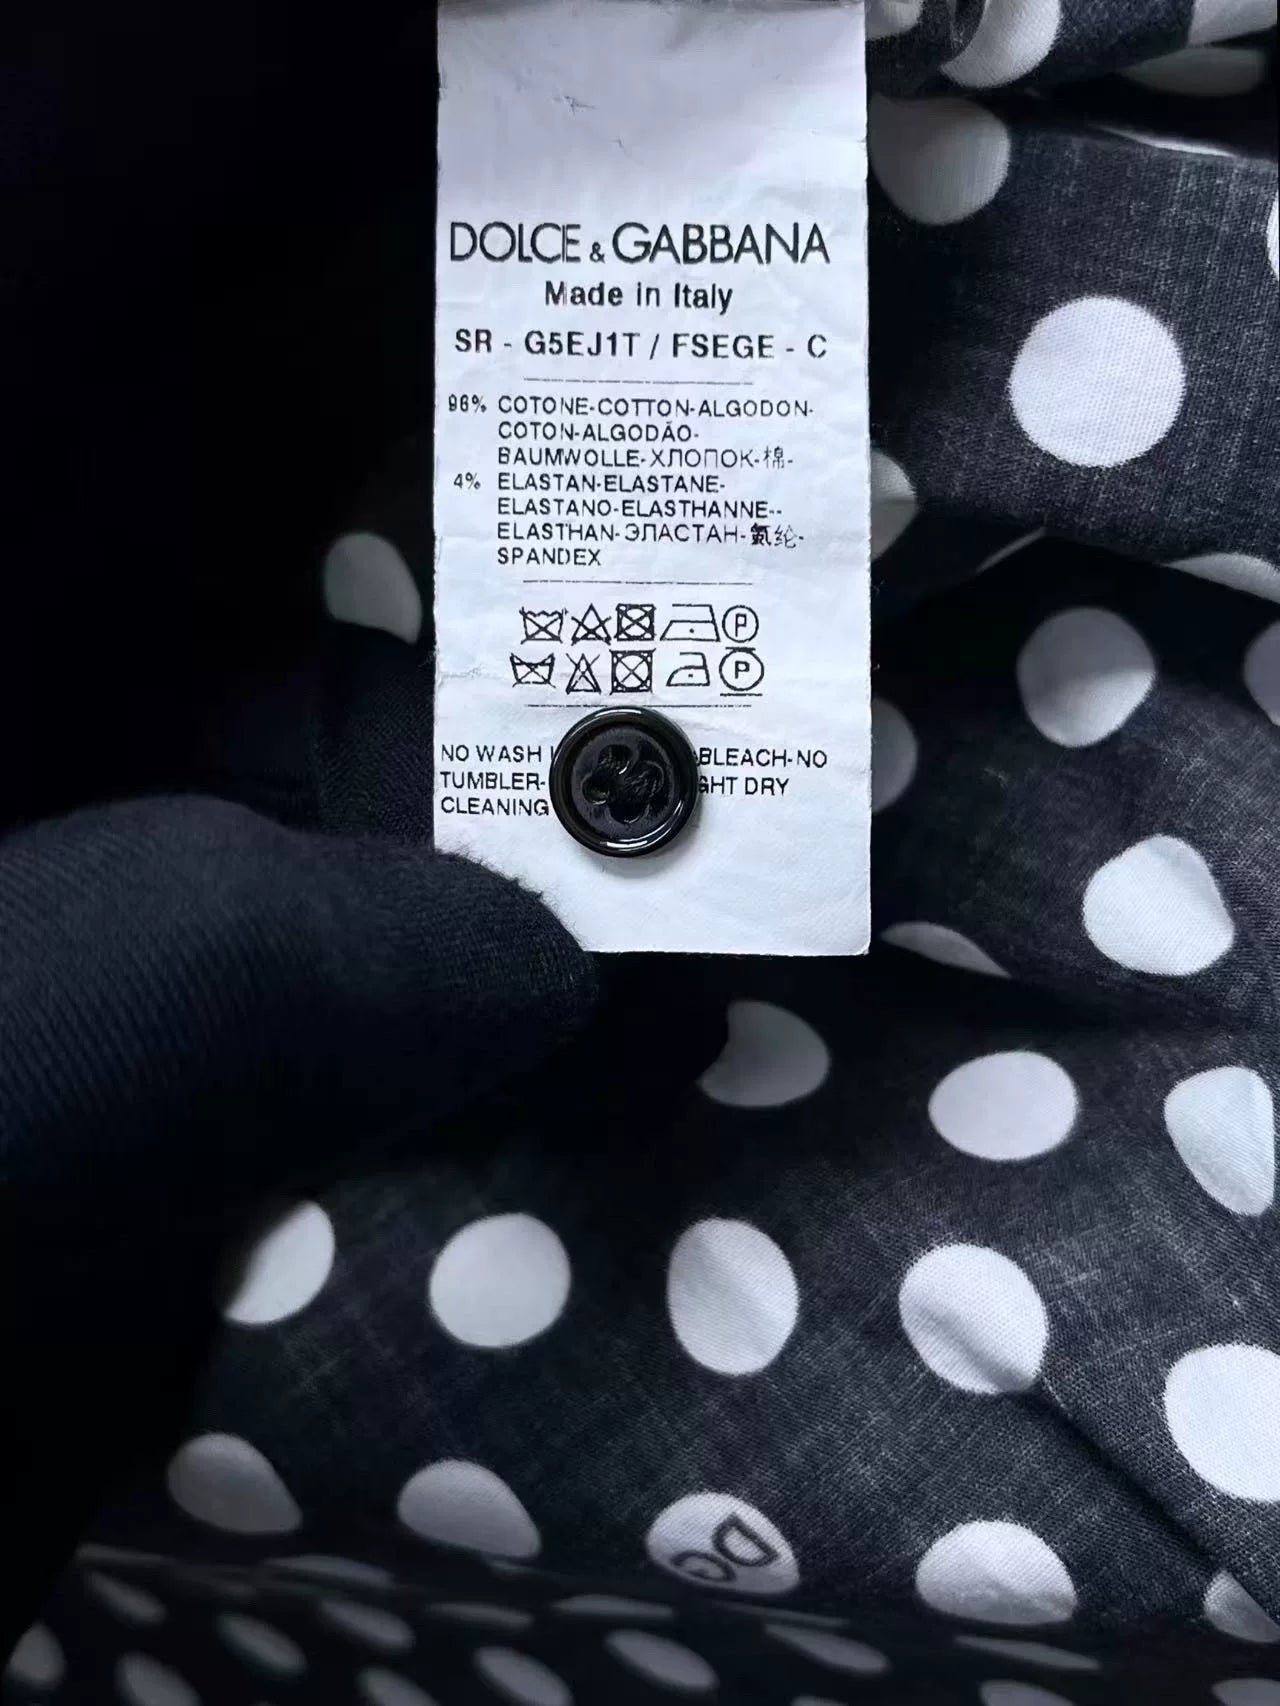 DOLCE & GABBANA
Made in Italy
SR - G5EJ1T / FSEGE - C
96% COTONE-COTTON-ALGODON-
COTON-ALGODÃO-
BAUMWOLLE-ХЛОПОК-棉-
4% ELASTAN-ELASTANE-
ELASTANO-ELASTHANNE--
ELASTHAN-ЭЛАСТАН-氨纶-
SPANDEX
P
P
NO WASH BLEACH-NO
TUMBLER- GHT DRY
CLEANING
DG